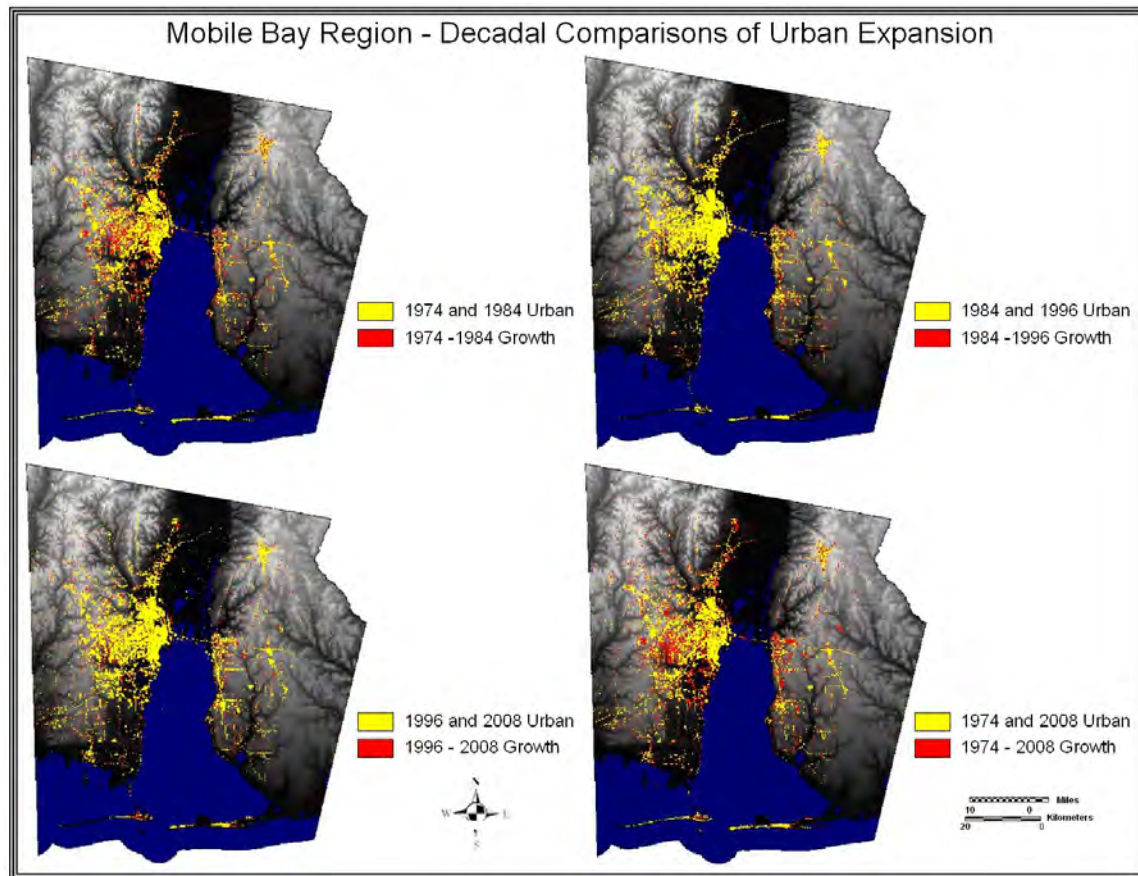 Mobile Bay Region - Decadal Comparisons of Urban Expansion
1974 and 1984 Urban
1974 -1984 Growth
1984 and 1996 Urban
1984 -1996 Growth
1996 and 2008 Urban
1996 - 2008 Growth
1974 and 2008 Urban
1974 - 2008 Growth
N
W E
S
Miles
10 0
Kilometers
20 0